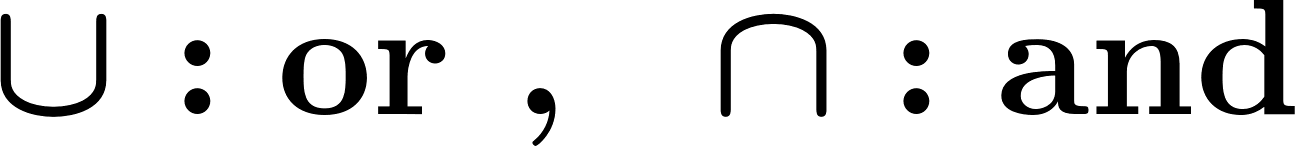 ∪ : or , ∩ : and